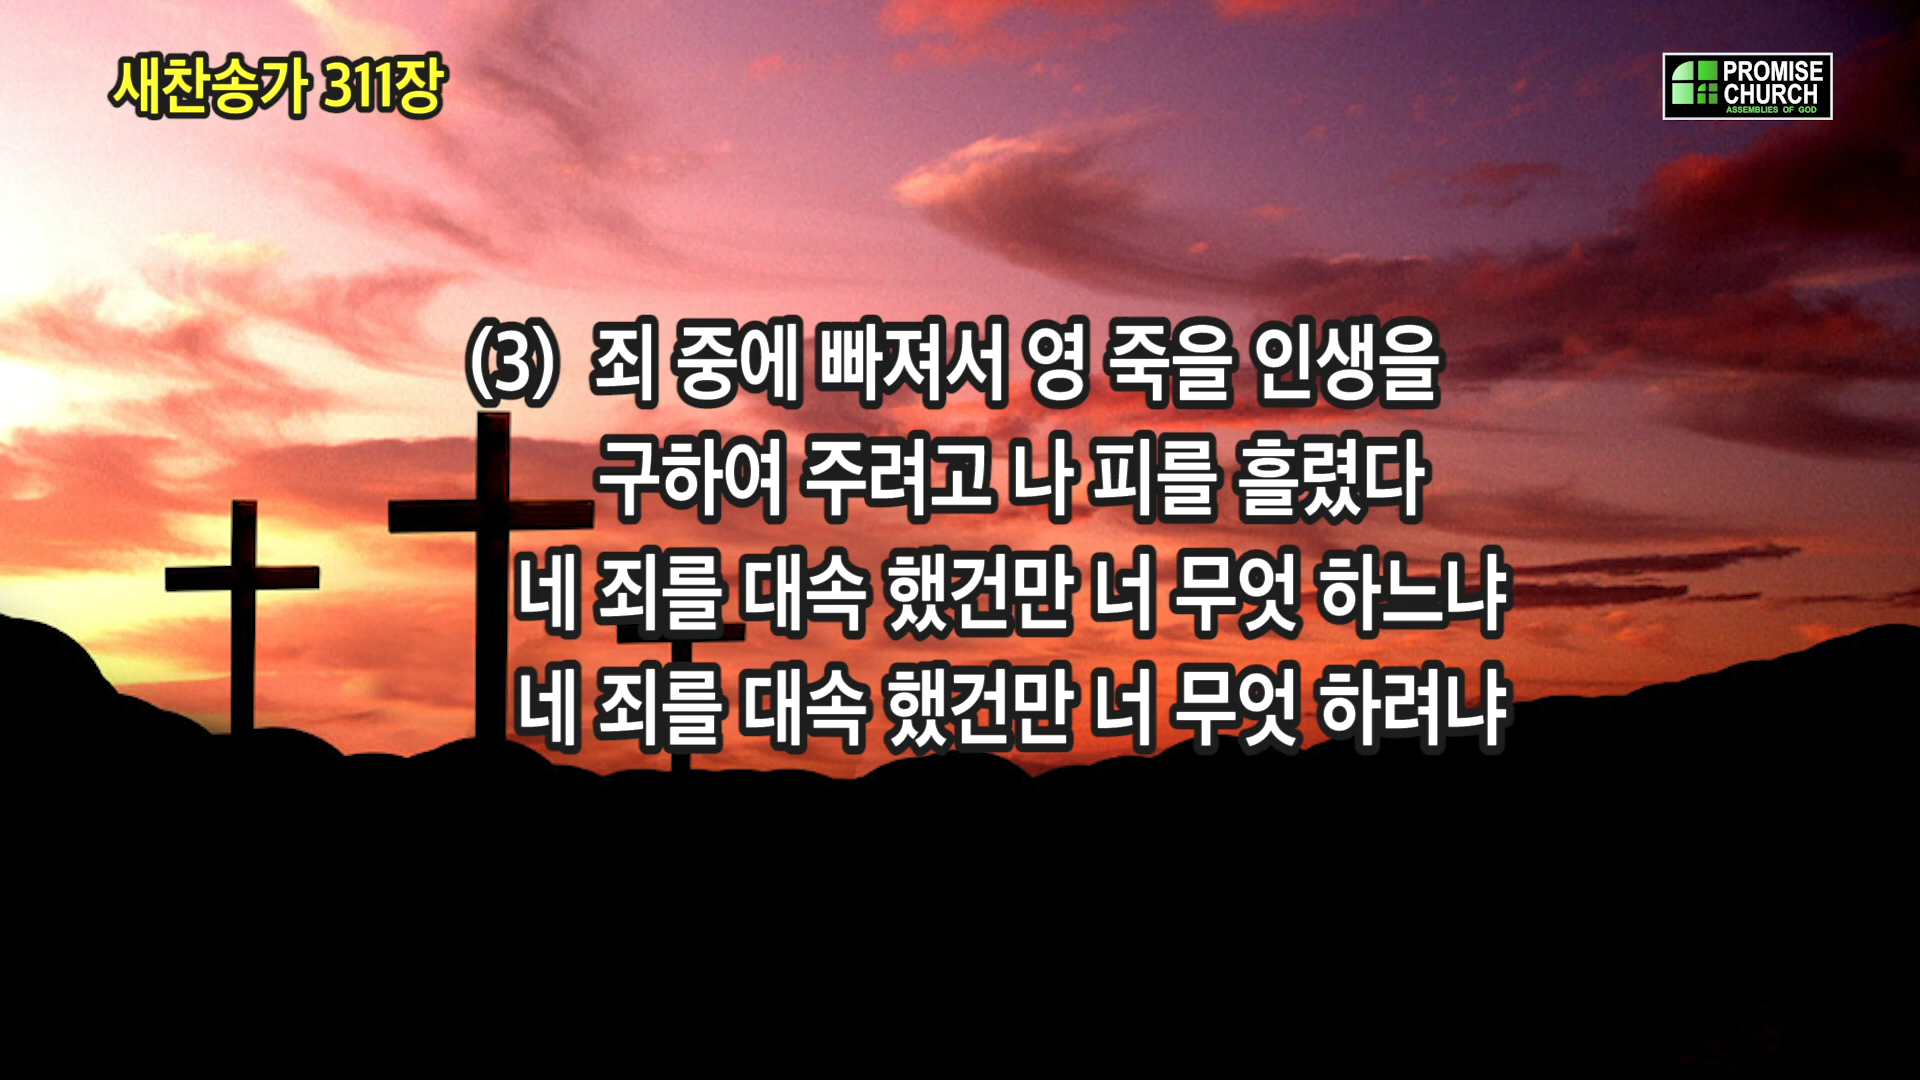 새찬송가 311장
PROMISE
CHURCH
ASSEMBLIES OF GOD
(3) 죄 중에 빠져서 영 죽을 인생을
구하여 주려고 나 피를 흘렸다
네 죄를 대속 했건만 너 무엇 하느냐
네 죄를 대속 했건만 너 무엇 하려냐